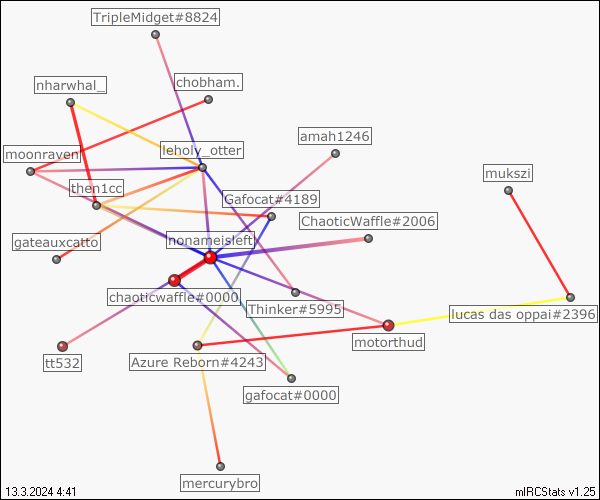 TripleMidget#8824
nharwhal_
chobham.
amah1246
moonraven
leholy_otter
mukszi
then1cc
Gafocat#4189
ChaoticWaffle#2006
gateauxcatto
nonameisleft
chaoticwaffle#0000
Thinker#5995
lucas das oppai#2396
tt532
Azure Reborn#4243
motorthud
gafocat#0000
mercurybro
13.3.2024 4:41
mIRCStats v1.25